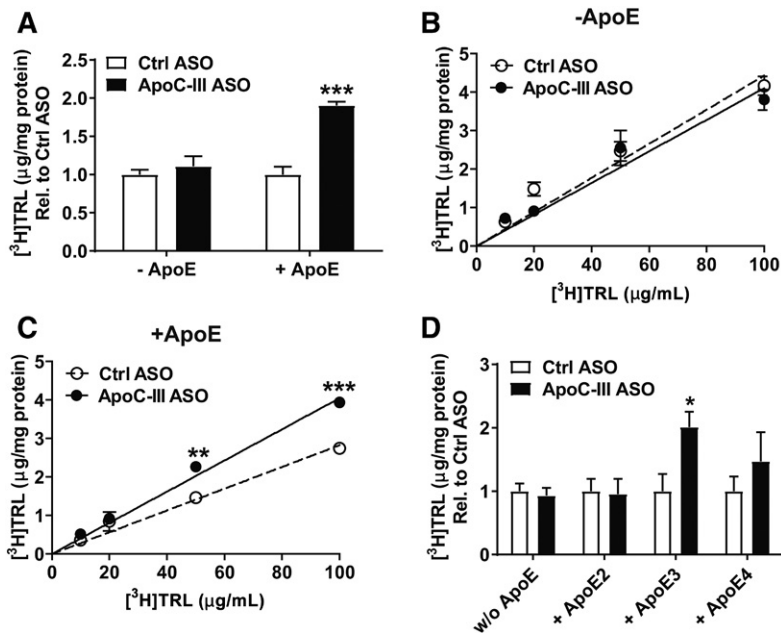 A
Ctrl ASO
ApoC-III ASO
[³H]TRL (µg/mg protein)
Rel. to Ctrl ASO
2.5
2.0
1.5
1.0
0.5
0.0
***
- ApoE
+ ApoE
B
-ApoE
Ctrl ASO
ApoC-III ASO
[³H]TRL (µg/mg protein)
5
4
3
2
1
0
0 20 40 60 80 100
[³H]TRL (µg/mL)
C
+ApoE
Ctrl ASO
ApoC-III ASO
[³H]TRL (µg/mg protein)
5
4
3
2
1
0
**
***
0 20 40 60 80 100
[³H]TRL (µg/mL)
D
Ctrl ASO
ApoC-III ASO
[³H]TRL (µg/mg protein)
Rel. to Ctrl ASO
3
2
1
0
*
w/o ApoE
+ ApoE2
+ ApoE3
+ ApoE4